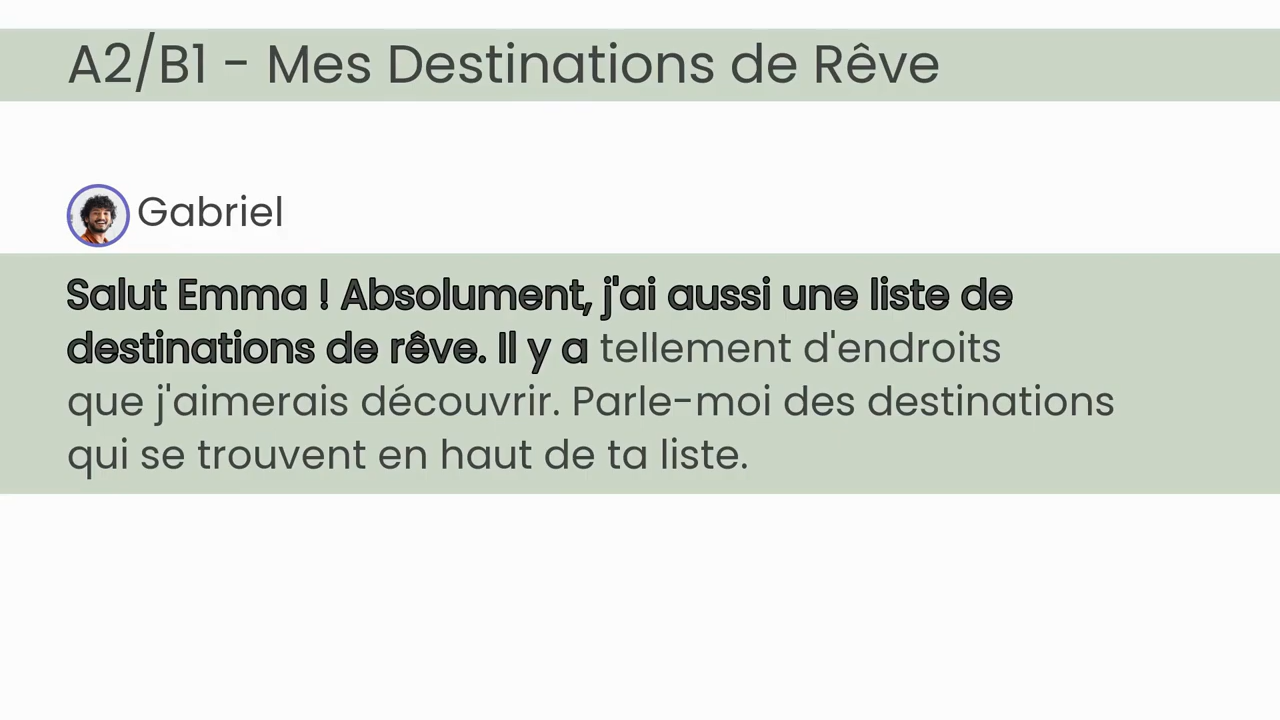 A2/B1 - Mes Destinations de Rêve
Gabriel
Salut Emma ! Absolument, j'ai aussi une liste de
destinations de rêve. Il y a tellement d'endroits
que j'aimerais découvrir. Parle-moi des destinations
qui se trouvent en haut de ta liste.